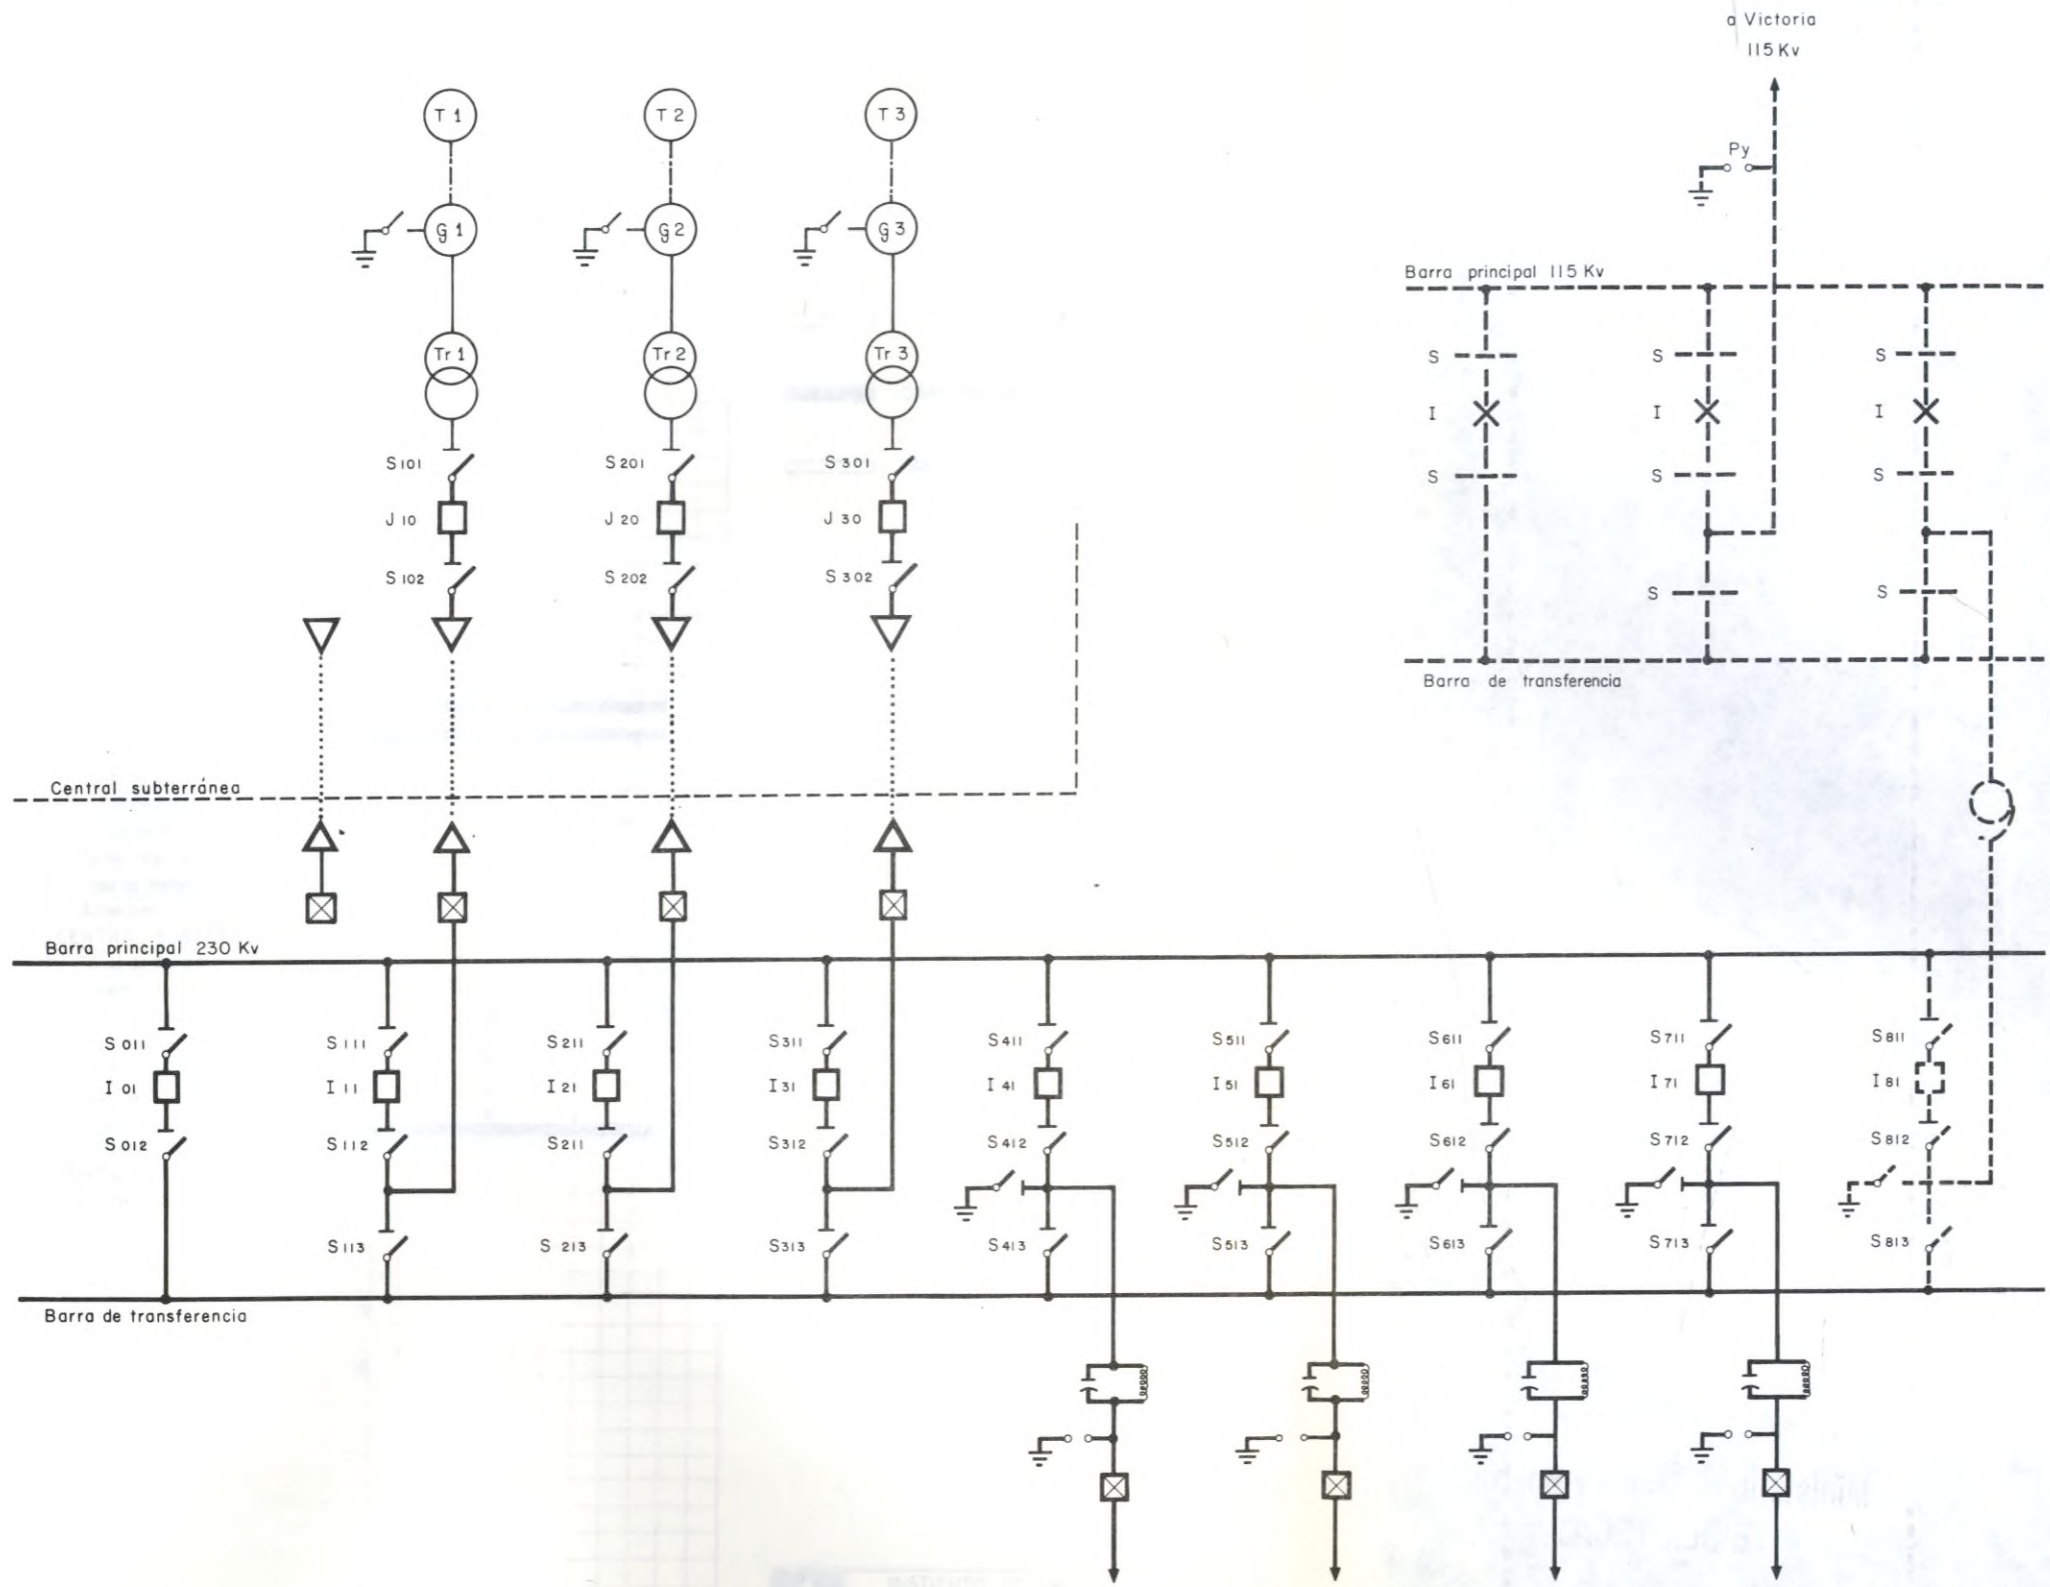 a Victoria
115 Kv
T 1 T 2 T 3
Py
G 1 G 2 G 3
Barra principal 115 Kv
Tr 1 Tr 2 Tr 3
S S S
I I I
S 101 S 201 S 301
S S S
J 10 J 20 J 30
S 102 S 202 S 302
S S
Barra de transferencia
Central subterránea
Barra principal 230 Kv
S 011 S 111 S 211 S 311 S 411 S 511 S 611 S 711 S 811
I 01 I 11 I 21 I 31 I 41 I 51 I 61 I 71 I 81
S 012 S 112 S 211 S 312 S 412 S 512 S 612 S 712 S 812
S 113 S 213 S 313 S 413 S 513 S 613 S 713 S 813
Barra de transferencia